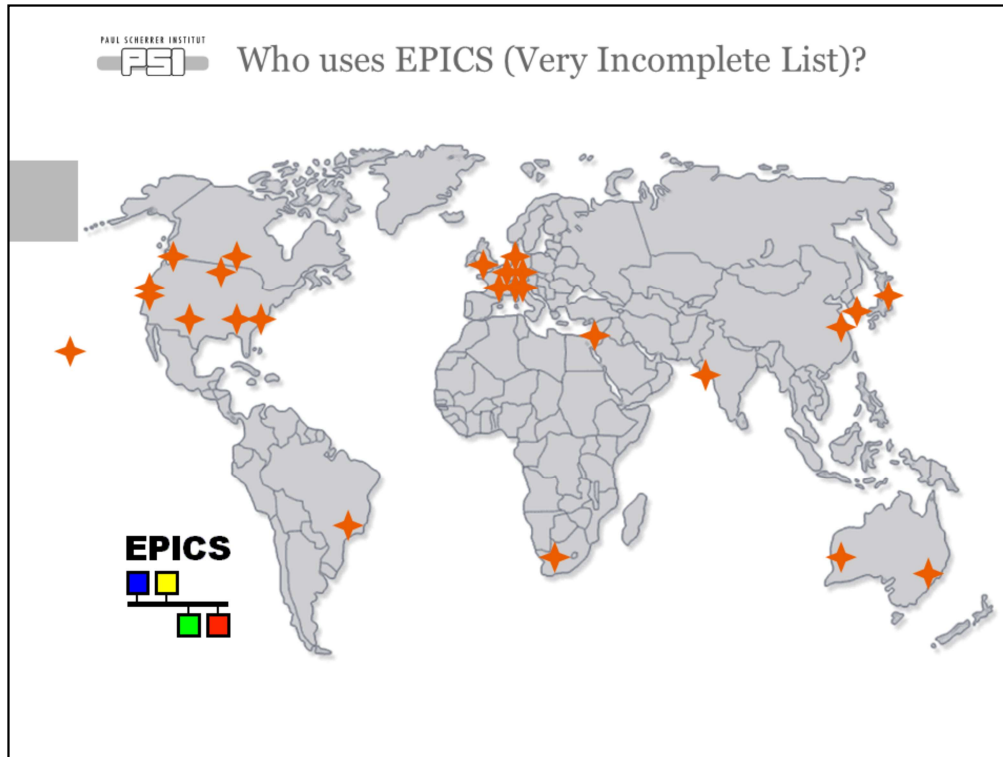 PAUL SCHERRER INSTITUT
PSI
Who uses EPICS (Very Incomplete List)?
EPICS